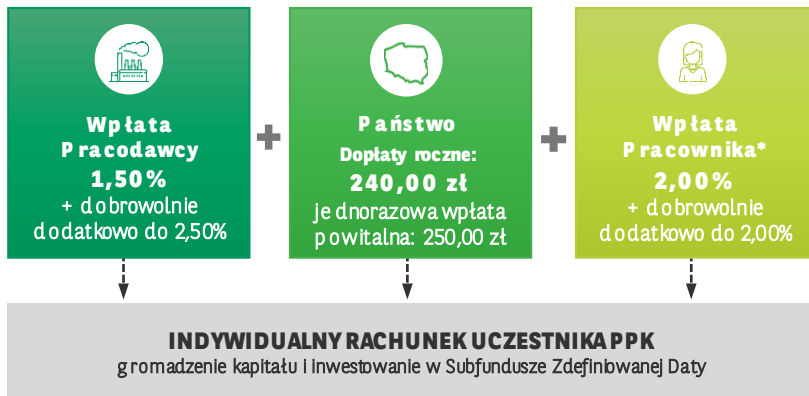 Wpłata
Pracodawcy
1,50%
+ dobrowolnie
dodatkowo do 2,50%
+
Państwo
Dopłaty roczne:
240,00 zł
jednorazowa wpłata
powitalna: 250,00 zł
+
Wpłata
Pracownika*
2,00%
+ dobrowolnie
dodatkowo do 2,00%
INDYWIDUALNY RACHUNEK UCZESTNIKA PPK
gromadzenie kapitału i inwestowanie w Subfundusze Zdefiniowanej Daty